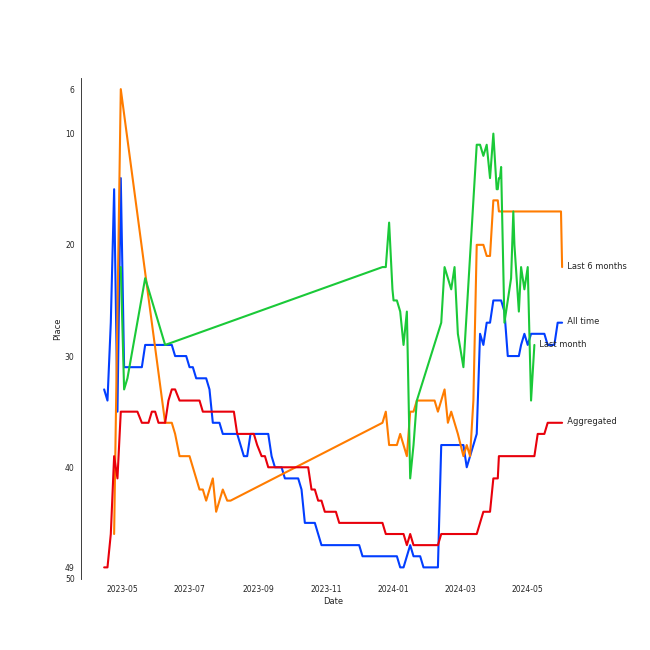 6
10
20
30
40
49
50
Place
Last 6 months
All time
Last month
Aggregated
2023-05 2023-07 2023-09 2023-11 2024-01 2024-03 2024-05
Date